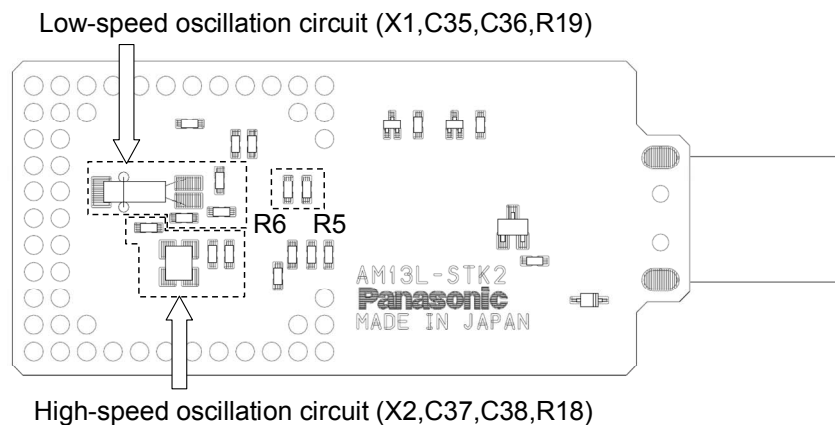 Low-speed oscillation circuit (X1,C35,C36,R19)
R6 R5
AM13L-STK2
Panasonic
MADE IN JAPAN
High-speed oscillation circuit (X2,C37,C38,R18)